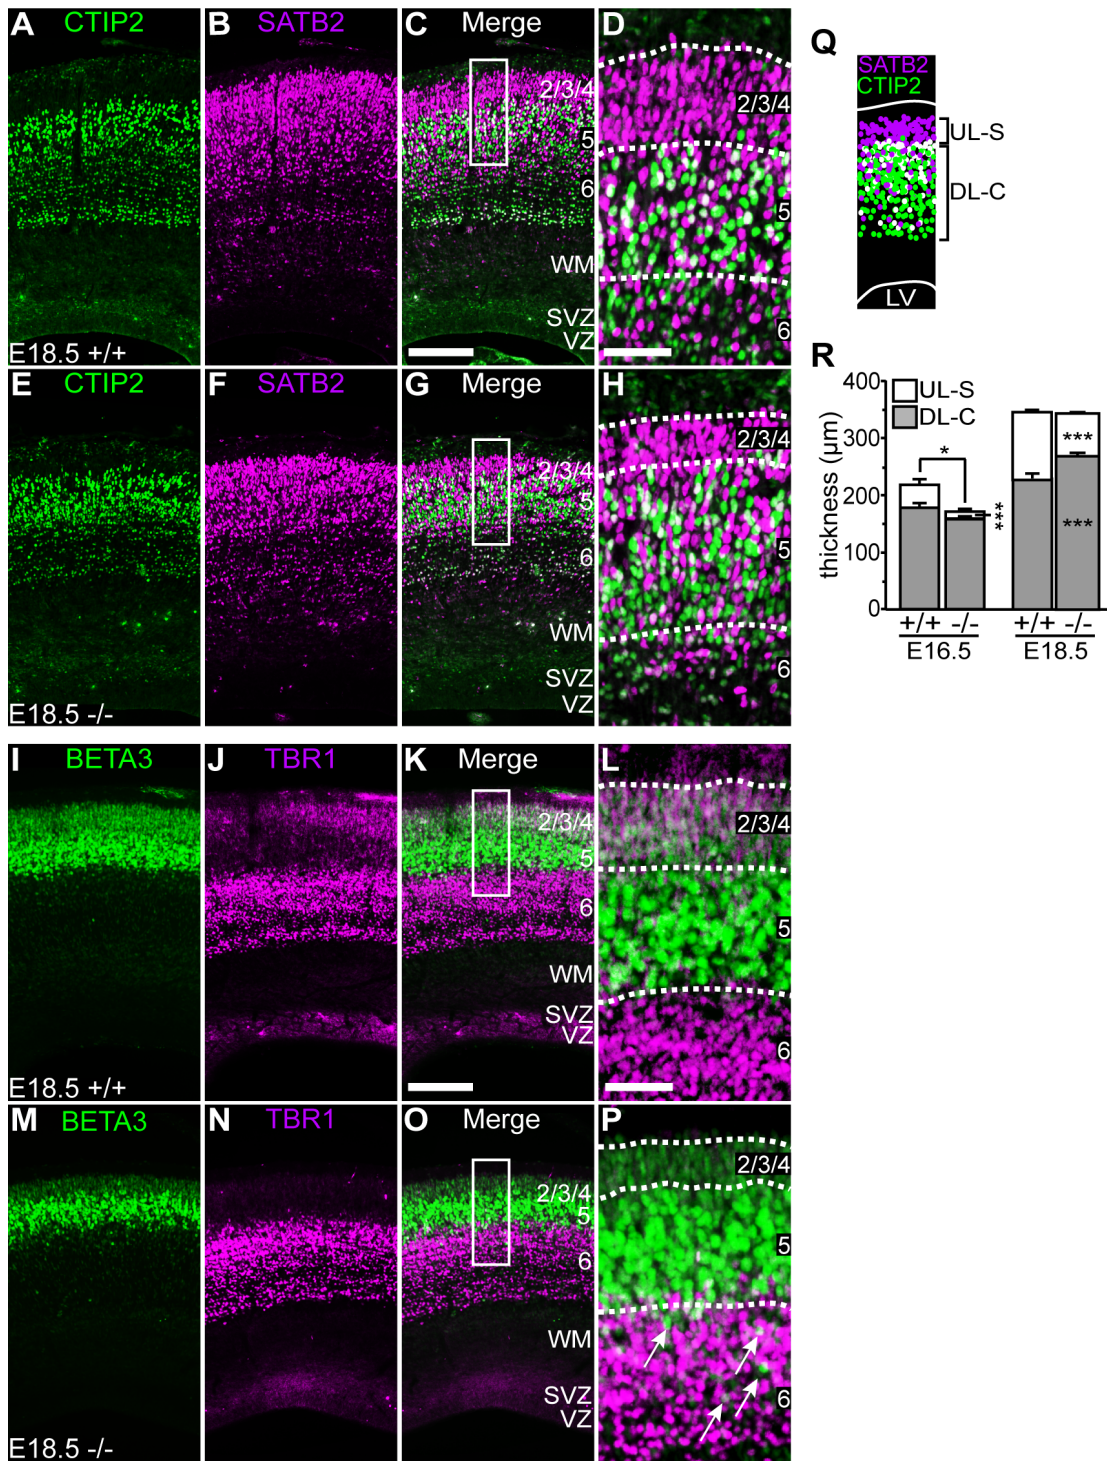 A CTIP2
B SATB2
C Merge
D
2/3/4
5
6
WM
SVZ
VZ
2/3/4
5
6
E18.5 +/+
E CTIP2
F SATB2
G Merge
H
2/3/4
5
6
WM
SVZ
VZ
2/3/4
5
6
E18.5 -/-
I BETA3
J TBR1
K Merge
L
2/3/4
5
6
WM
SVZ
VZ
2/3/4
5
6
E18.5 +/+
M BETA3
N TBR1
O Merge
P
2/3/4
5
6
WM
SVZ
VZ
2/3/4
5
6
E18.5 -/-
Q
SATB2
CTIP2
UL-S
DL-C
LV
R
thickness (µm)
400
300
200
100
0
UL-S
DL-C
*
***
***
***
+/+ -/- +/+ -/-
E16.5 E18.5